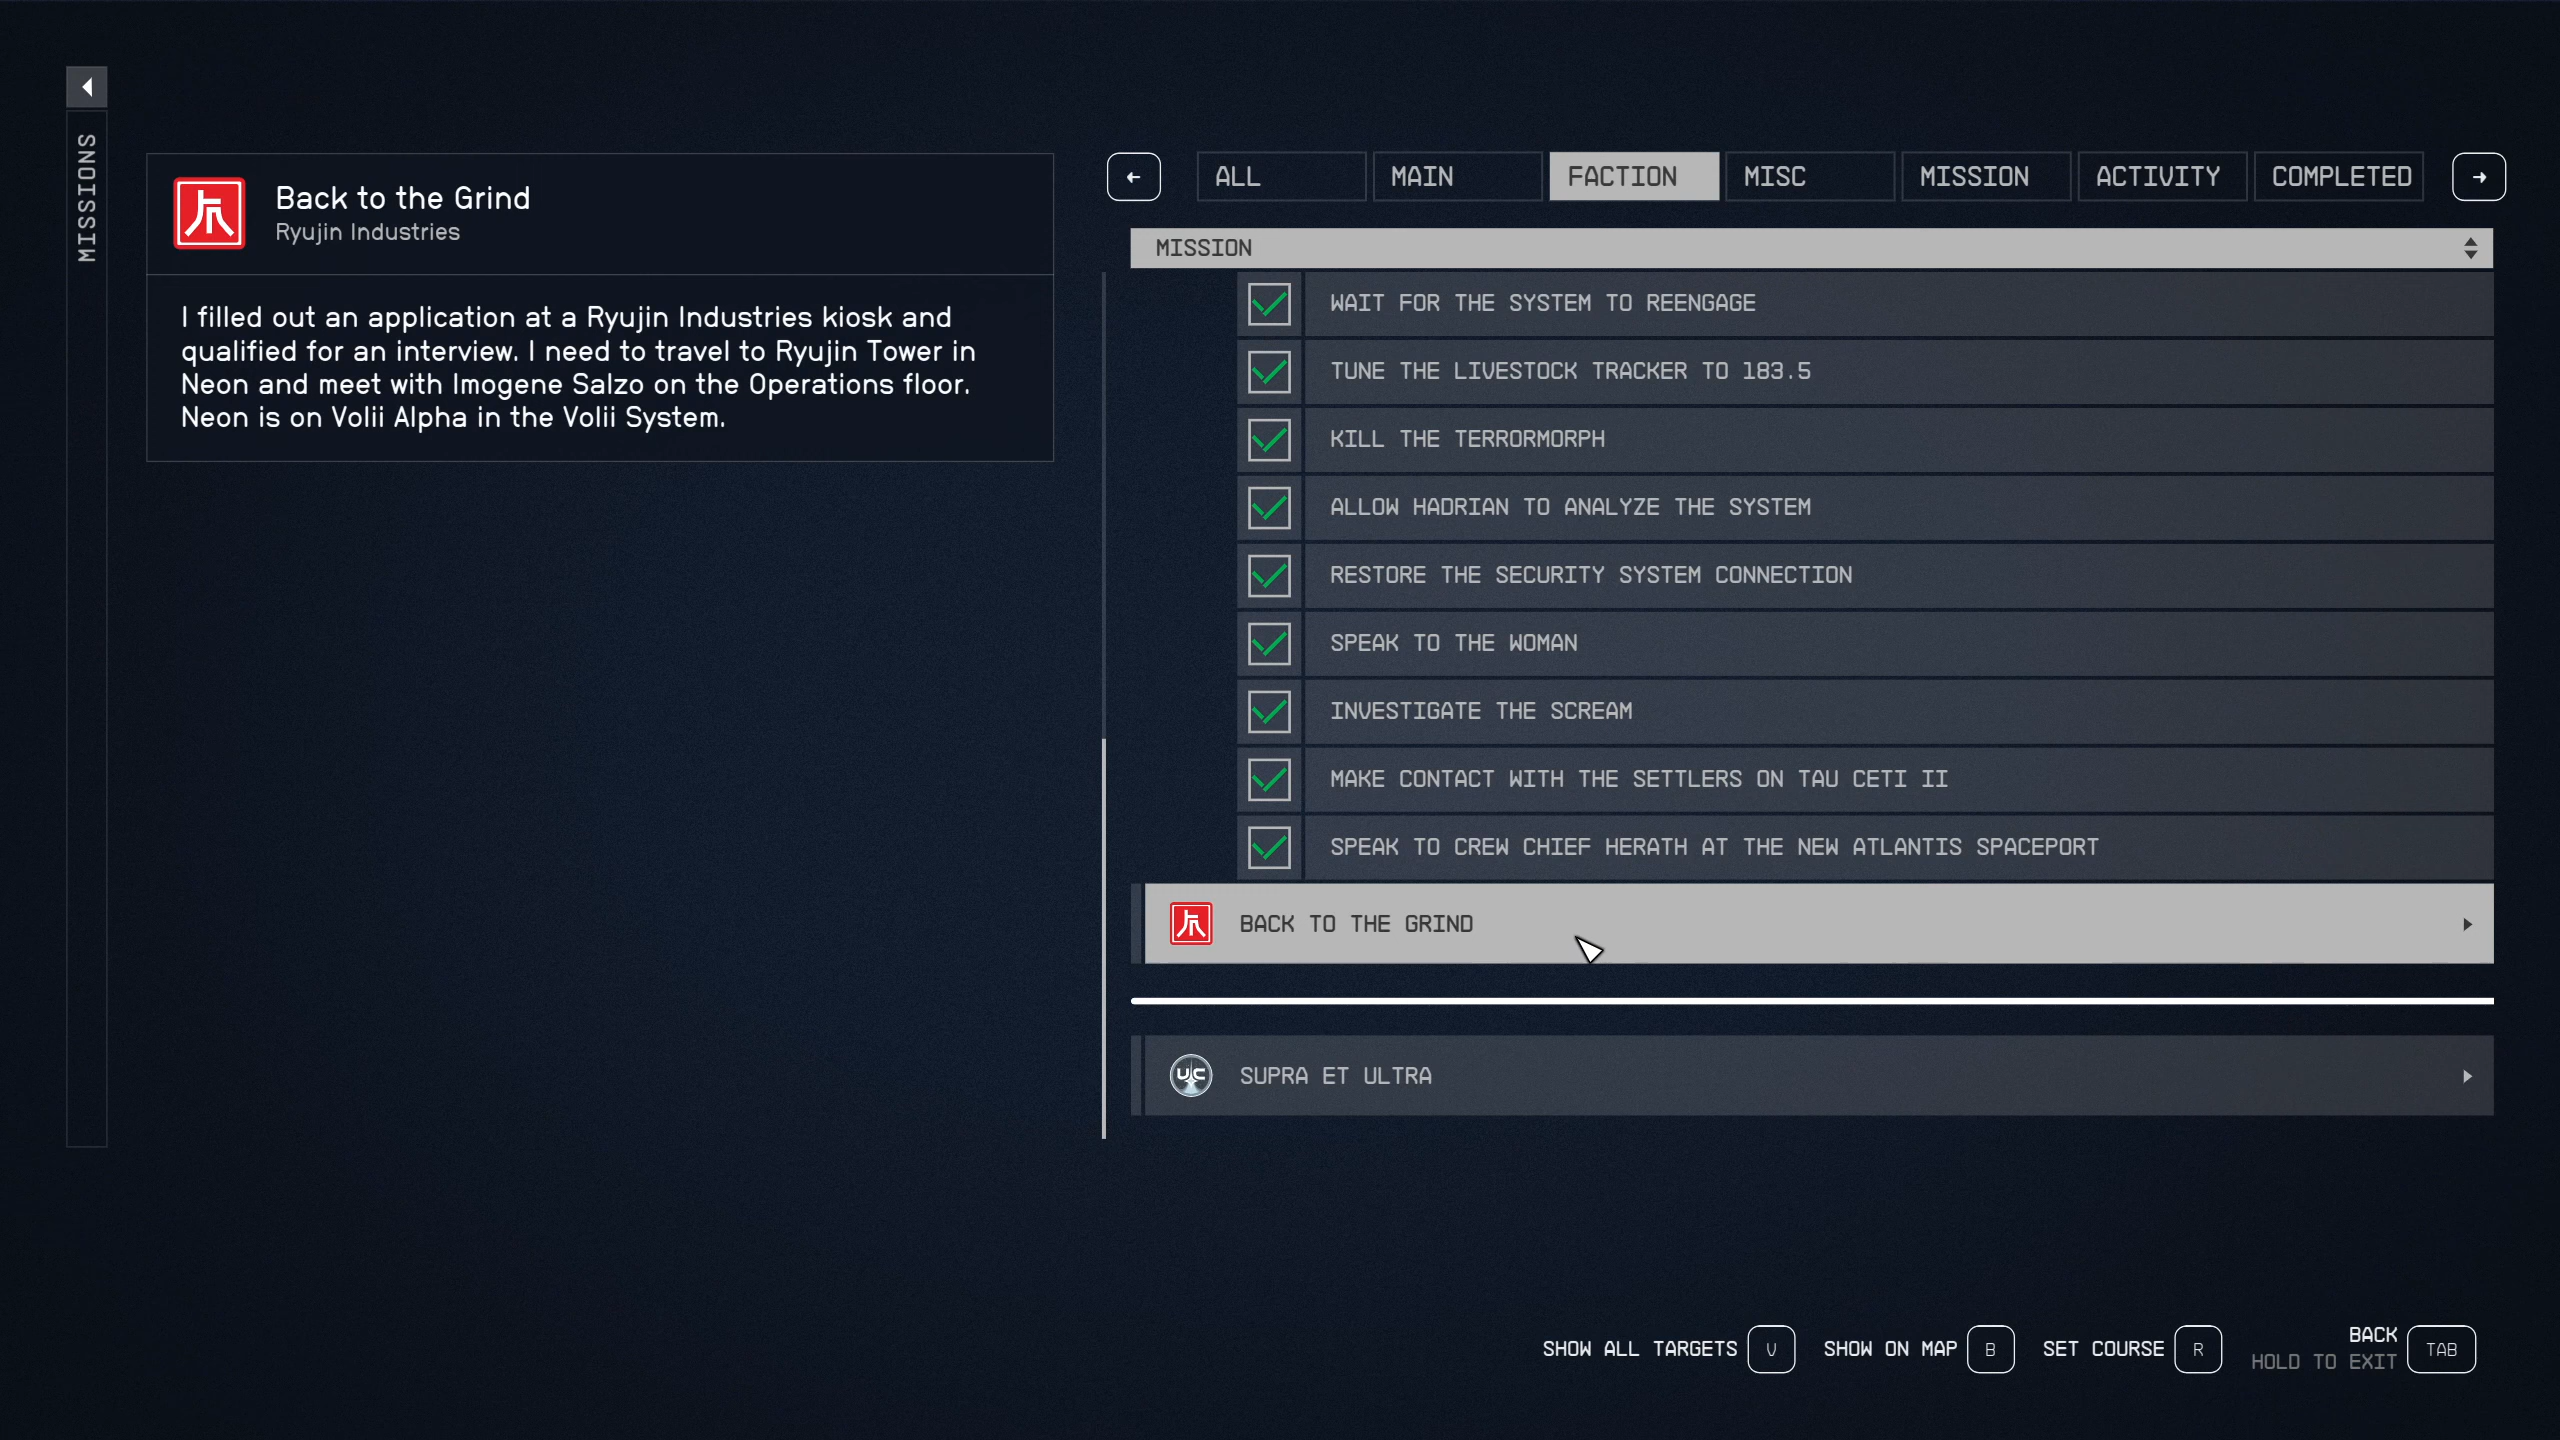 MISSIONS
Back to the Grind
Ryujin Industries
I filled out an application at a Ryujin Industries kiosk and
qualified for an interview. I need to travel to Ryujin Tower in
Neon and meet with Imogene Salzo on the Operations floor.
Neon is on Volii Alpha in the Volii System.
ALL
MAIN
FACTION
MISC
MISSION
ACTIVITY
COMPLETED
MISSION
WAIT FOR THE SYSTEM TO REENGAGE
TUNE THE LIVESTOCK TRACKER TO 183.5
KILL THE TERRORMORPH
ALLOW HADRIAN TO ANALYZE THE SYSTEM
RESTORE THE SECURITY SYSTEM CONNECTION
SPEAK TO THE WOMAN
INVESTIGATE THE SCREAM
MAKE CONTACT WITH THE SETTLERS ON TAU CETI II
SPEAK TO CREW CHIEF HERATH AT THE NEW ATLANTIS SPACEPORT
BACK TO THE GRIND
UC
SUPRA ET ULTRA
SHOW ALL TARGETS V
SHOW ON MAP B
SET COURSE R
BACK
HOLD TO EXIT
TAB